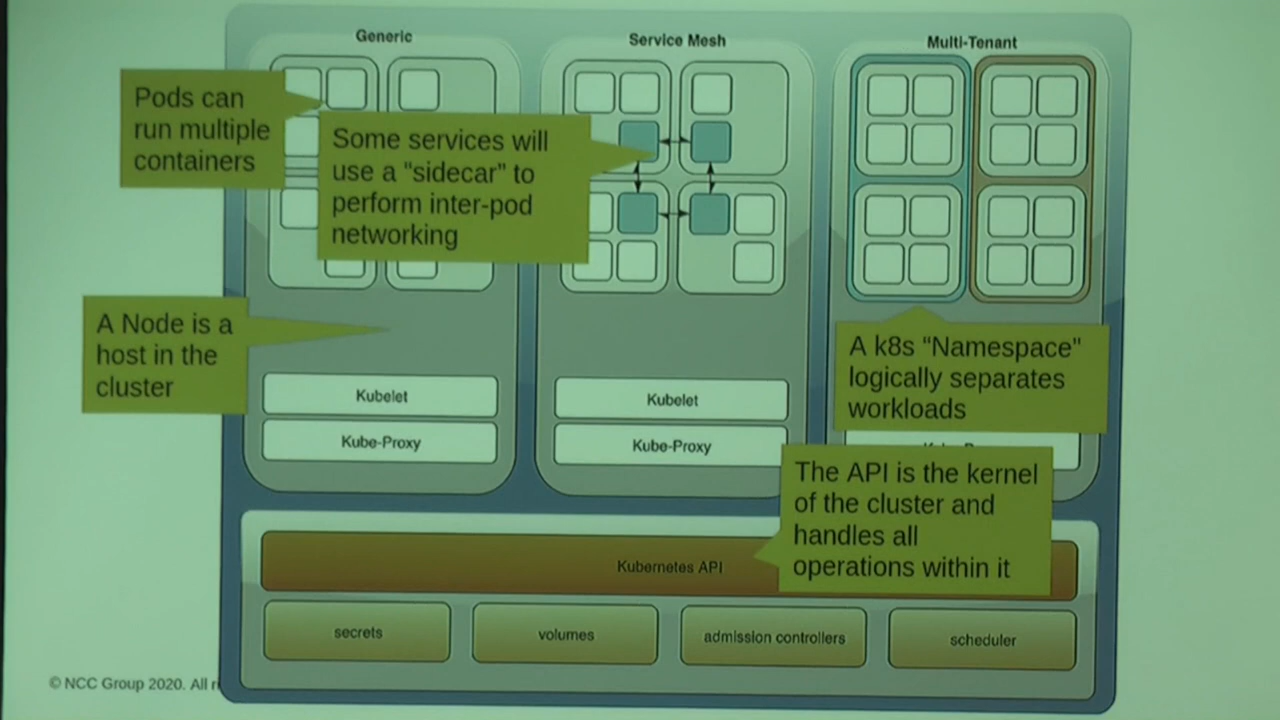 Generic
Service Mesh
Multi-Tenant
Pods can
run multiple
containers
Some services will
use a "sidecar" to
perform inter-pod
networking
A Node is a
host in the
cluster
A k8s “Namespace”
logically separates
workloads
Kubelet
Kubelet
Kube-Proxy
Kube-Proxy
The API is the kernel
of the cluster and
handles all
operations within it
Kubernetes API
secrets
volumes
admission controllers
scheduler
© NCC Group 2020. All